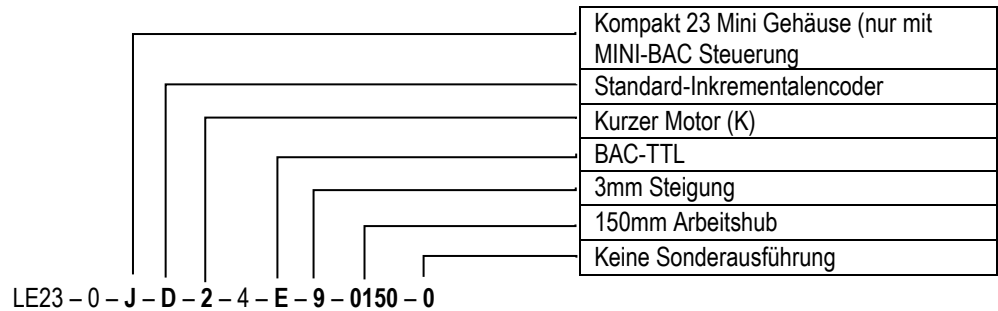 Kompakt 23 Mini Gehäuse (nur mit
MINI-BAC Steuerung
Standard-Inkrementalencoder
Kurzer Motor (K)
BAC-TTL
3mm Steigung
150mm Arbeitshub
Keine Sonderausführung
LE23 – 0 – J – D – 2 – 4 – E – 9 – 0150 – 0